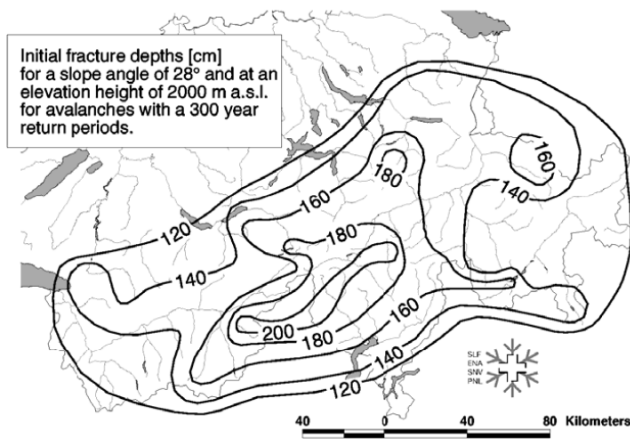 Initial fracture depths [cm]
for a slope angle of 28° and at an
elevation height of 2000 m a.s.l.
for avalanches with a 300 year
return periods.
160
180
140
160
120
180
140
200
180
160
140
120
SLF
ENA
SNV
PNIL
40 0 40 80 Kilometers